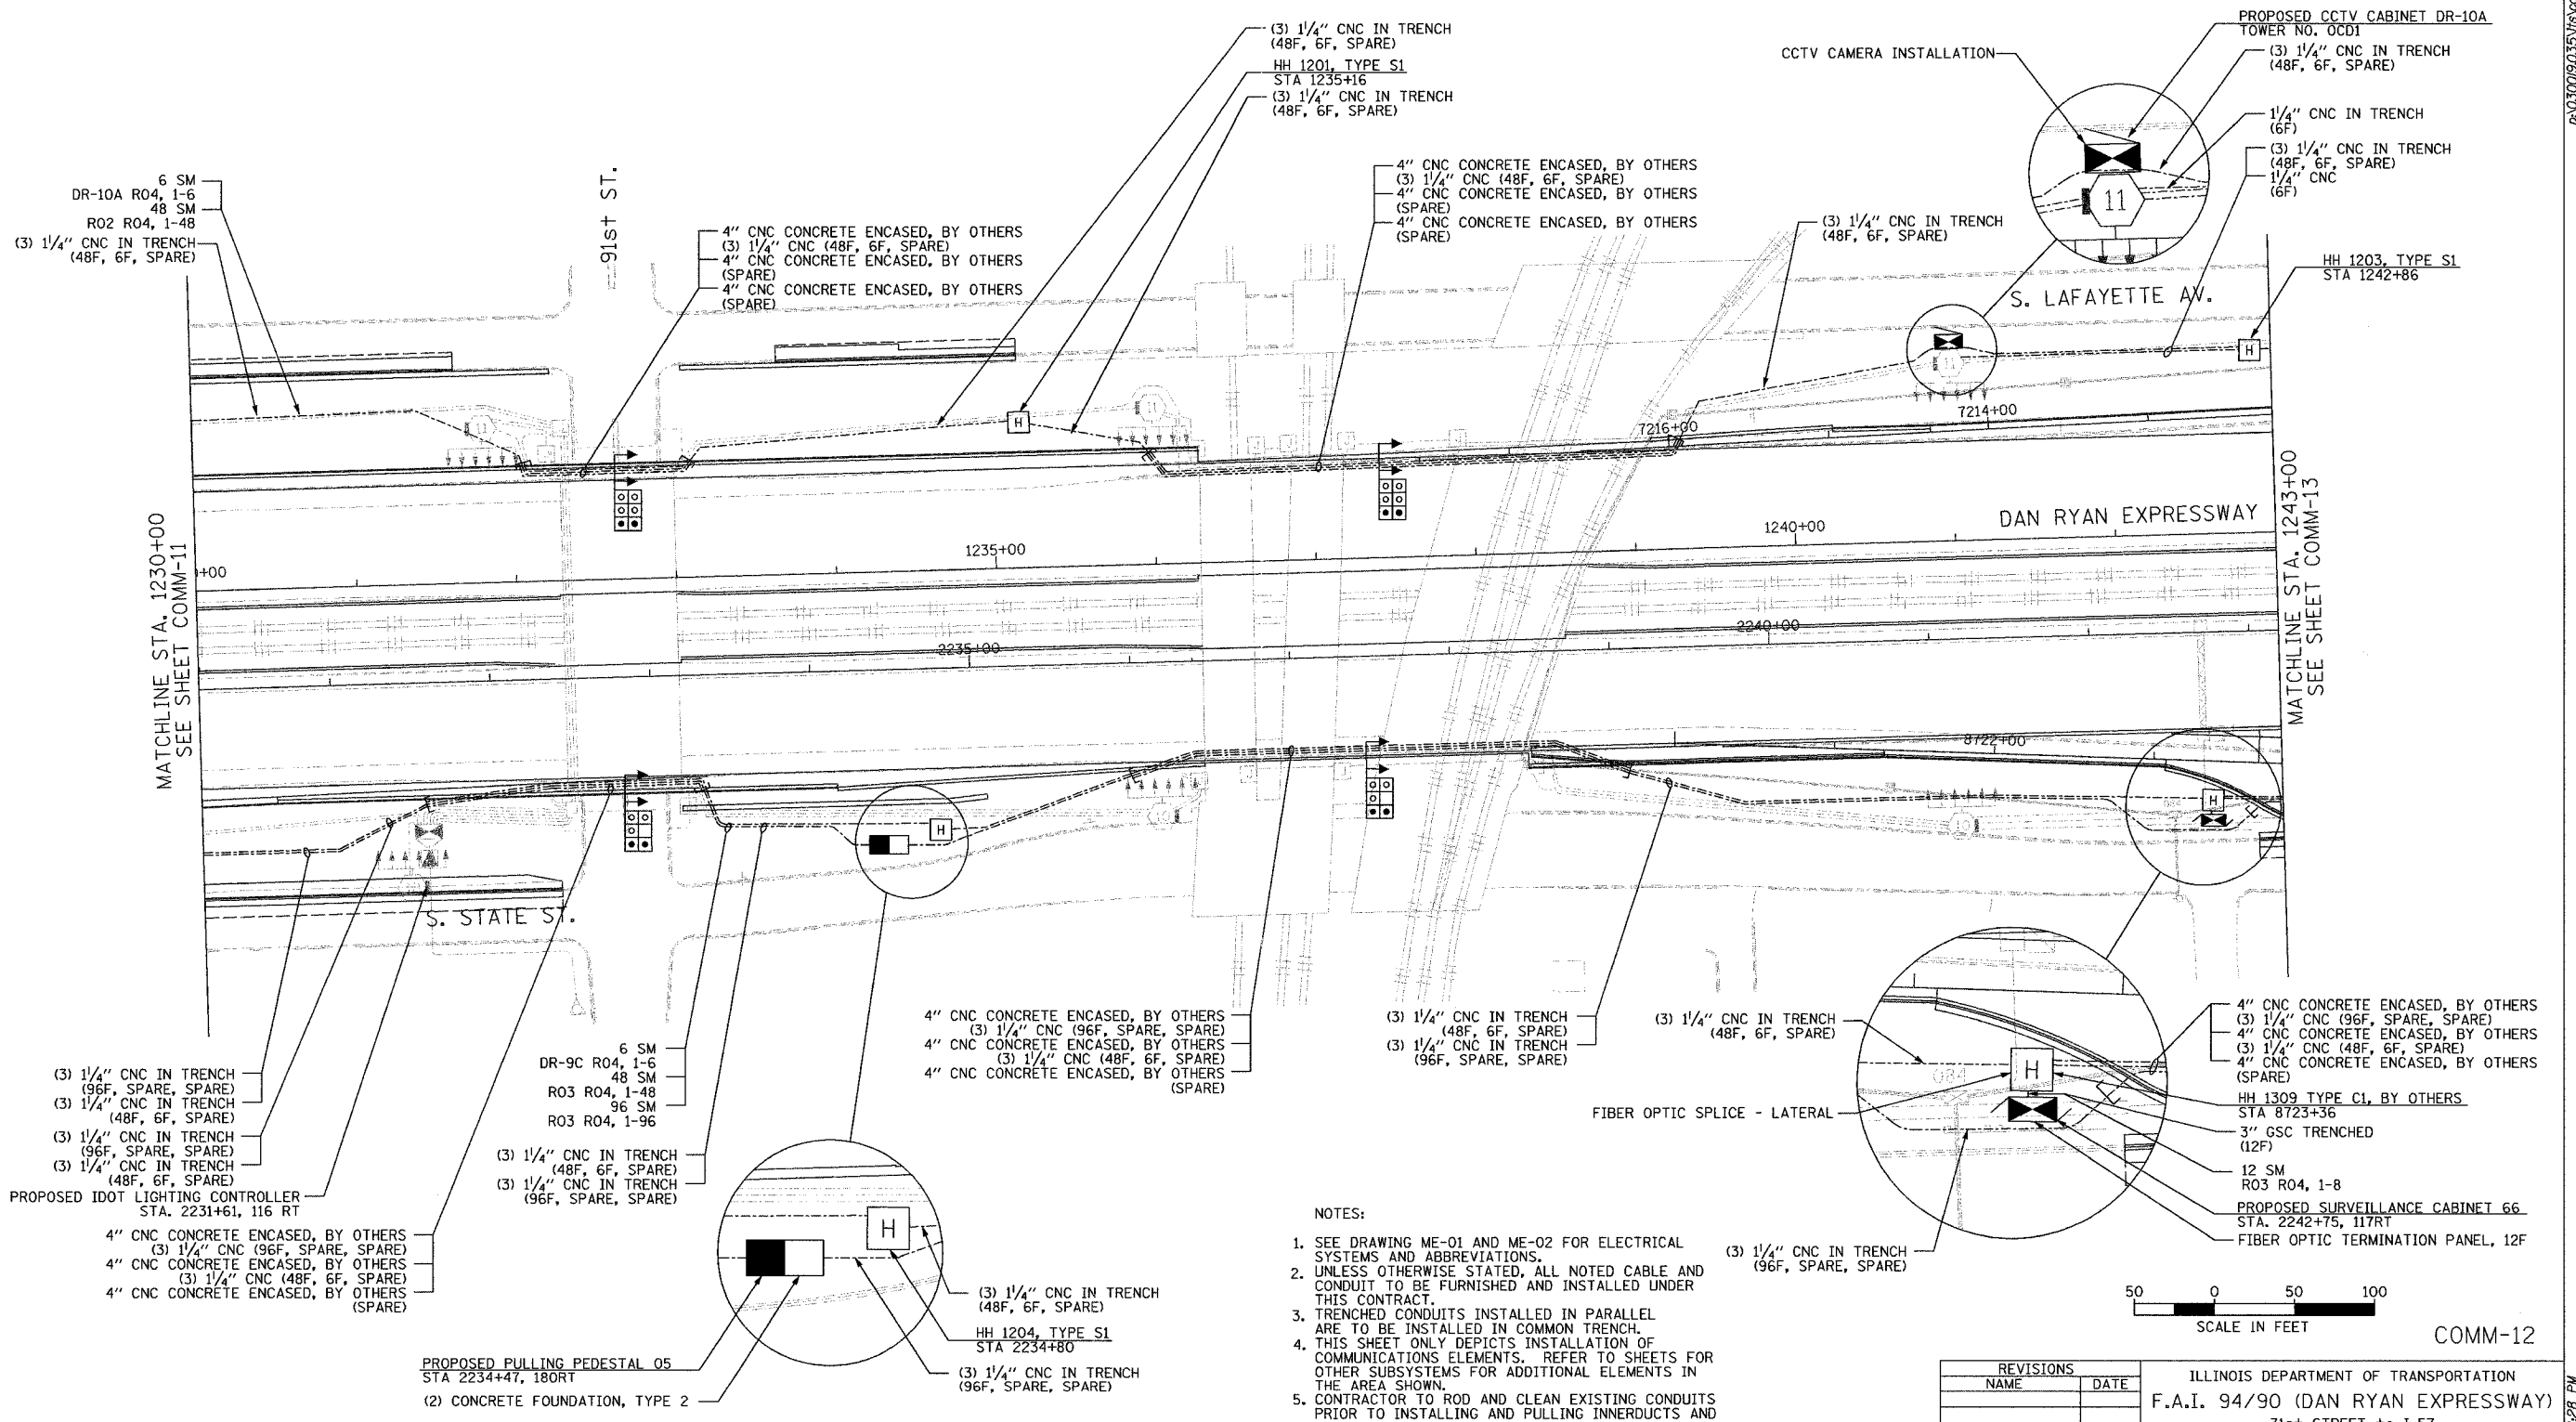 (3) 1¼" CNC IN TRENCH
(48F, 6F, SPARE)
HH 1201, TYPE S1
STA 1235+16
(3) 1¼" CNC IN TRENCH
(48F, 6F, SPARE)
PROPOSED CCTV CABINET DR-10A
TOWER NO. OCD1
CCTV CAMERA INSTALLATION
(3) 1¼" CNC IN TRENCH
(48F, 6F, SPARE)
1¼" CNC IN TRENCH
(6F)
(3) 1¼" CNC IN TRENCH
(48F, 6F, SPARE)
1¼" CNC
(6F)
11
6 SM
DR-10A R04, 1-6
48 SM
R02 R04, 1-48
(3) 1¼" CNC IN TRENCH
(48F, 6F, SPARE)
91st ST.
4" CNC CONCRETE ENCASED, BY OTHERS
(3) 1¼" CNC (48F, 6F, SPARE)
4" CNC CONCRETE ENCASED, BY OTHERS
(SPARE)
4" CNC CONCRETE ENCASED, BY OTHERS
(SPARE)
4" CNC CONCRETE ENCASED, BY OTHERS
(3) 1¼" CNC (48F, 6F, SPARE)
4" CNC CONCRETE ENCASED, BY OTHERS
(SPARE)
4" CNC CONCRETE ENCASED, BY OTHERS
(SPARE)
(3) 1¼" CNC IN TRENCH
(48F, 6F, SPARE)
HH 1203, TYPE S1
STA 1242+86
S. LAFAYETTE AV.
H
11
11
H
11
7214+00
7216+00
DAN RYAN EXPRESSWAY
1240+00
1235+00
+00
MATCHLINE STA. 1230+00
SEE SHEET COMM-11
MATCHLINE STA. 1243+00
SEE SHEET COMM-13
2240+00
2235+00
8722+00
H
H
10
10
084
S. STATE ST.
(3) 1¼" CNC IN TRENCH
(96F, SPARE, SPARE)
(3) 1¼" CNC IN TRENCH
(48F, 6F, SPARE)
(3) 1¼" CNC IN TRENCH
(96F, SPARE, SPARE)
(3) 1¼" CNC IN TRENCH
(48F, 6F, SPARE)
PROPOSED IDOT LIGHTING CONTROLLER
STA. 2231+61, 116 RT
4" CNC CONCRETE ENCASED, BY OTHERS
(3) 1¼" CNC (96F, SPARE, SPARE)
4" CNC CONCRETE ENCASED, BY OTHERS
(3) 1¼" CNC (48F, 6F, SPARE)
4" CNC CONCRETE ENCASED, BY OTHERS
(SPARE)
6 SM
DR-9C R04, 1-6
48 SM
R03 R04, 1-48
96 SM
R03 R04, 1-96
(3) 1¼" CNC IN TRENCH
(48F, 6F, SPARE)
(3) 1¼" CNC IN TRENCH
(96F, SPARE, SPARE)
4" CNC CONCRETE ENCASED, BY OTHERS
(3) 1¼" CNC (96F, SPARE, SPARE)
4" CNC CONCRETE ENCASED, BY OTHERS
(3) 1¼" CNC (48F, 6F, SPARE)
4" CNC CONCRETE ENCASED, BY OTHERS
(SPARE)
(3) 1¼" CNC IN TRENCH
(48F, 6F, SPARE)
(3) 1¼" CNC IN TRENCH
(96F, SPARE, SPARE)
(3) 1¼" CNC IN TRENCH
(48F, 6F, SPARE)
FIBER OPTIC SPLICE - LATERAL
H
084
(3) 1¼" CNC IN TRENCH
(96F, SPARE, SPARE)
4" CNC CONCRETE ENCASED, BY OTHERS
(3) 1¼" CNC (96F, SPARE, SPARE)
4" CNC CONCRETE ENCASED, BY OTHERS
(3) 1¼" CNC (48F, 6F, SPARE)
4" CNC CONCRETE ENCASED, BY OTHERS
(SPARE)
HH 1309 TYPE C1, BY OTHERS
STA 8723+36
3" GSC TRENCHED
(12F)
12 SM
R03 R04, 1-8
PROPOSED SURVEILLANCE CABINET 66
STA. 2242+75, 117RT
FIBER OPTIC TERMINATION PANEL, 12F
H
(3) 1¼" CNC IN TRENCH
(48F, 6F, SPARE)
HH 1204, TYPE S1
STA 2234+80
(3) 1¼" CNC IN TRENCH
(96F, SPARE, SPARE)
PROPOSED PULLING PEDESTAL 05
STA 2234+47, 180RT
(2) CONCRETE FOUNDATION, TYPE 2
NOTES:
1. SEE DRAWING ME-01 AND ME-02 FOR ELECTRICAL
SYSTEMS AND ABBREVIATIONS.
2. UNLESS OTHERWISE STATED, ALL NOTED CABLE AND
CONDUIT TO BE FURNISHED AND INSTALLED UNDER
THIS CONTRACT.
3. TRENCHED CONDUITS INSTALLED IN PARALLEL
ARE TO BE INSTALLED IN COMMON TRENCH.
4. THIS SHEET ONLY DEPICTS INSTALLATION OF
COMMUNICATIONS ELEMENTS. REFER TO SHEETS FOR
OTHER SUBSYSTEMS FOR ADDITIONAL ELEMENTS IN
THE AREA SHOWN.
5. CONTRACTOR TO ROD AND CLEAN EXISTING CONDUITS
PRIOR TO INSTALLING AND PULLING INNERDUCTS AND
50 0 50 100
SCALE IN FEET
COMM-12
REVISIONS
NAME DATE
ILLINOIS DEPARTMENT OF TRANSPORTATION
F.A.I. 94/90 (DAN RYAN EXPRESSWAY)